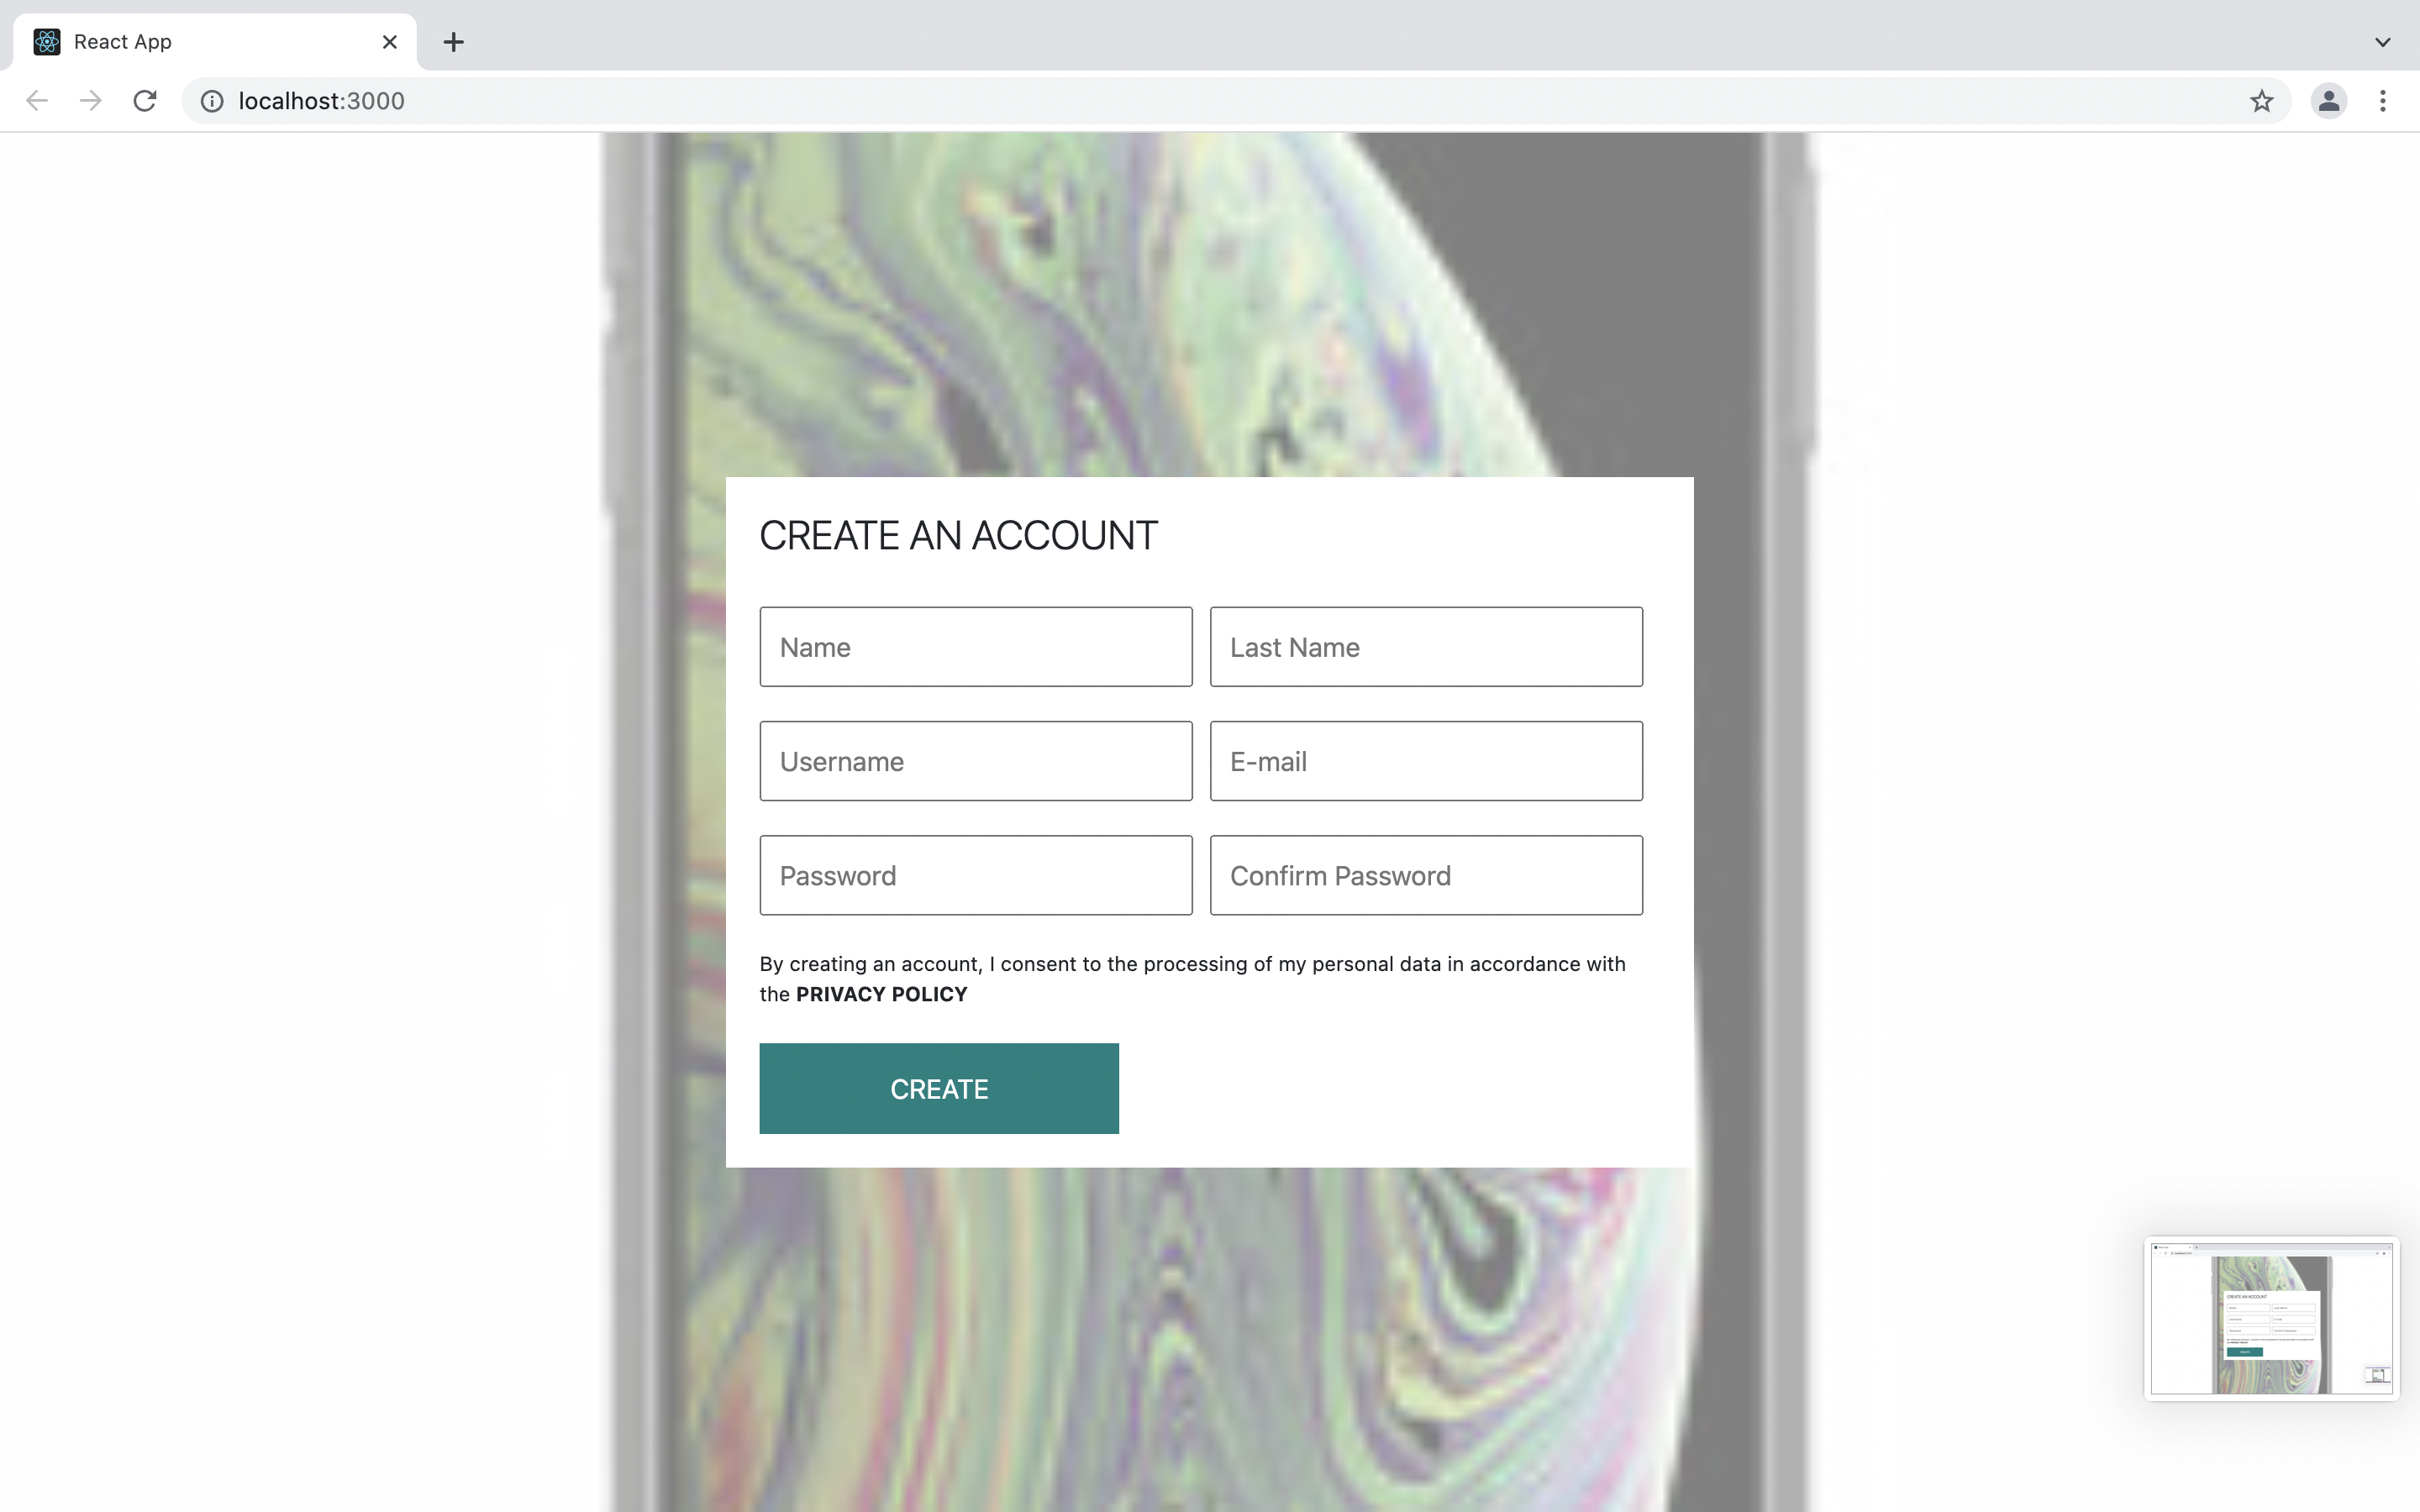 React App
localhost:3000
CREATE AN ACCOUNT
Name
Last Name
Username
E-mail
Password
Confirm Password
By creating an account, I consent to the processing of my personal data in accordance with
the PRIVACY POLICY
CREATE